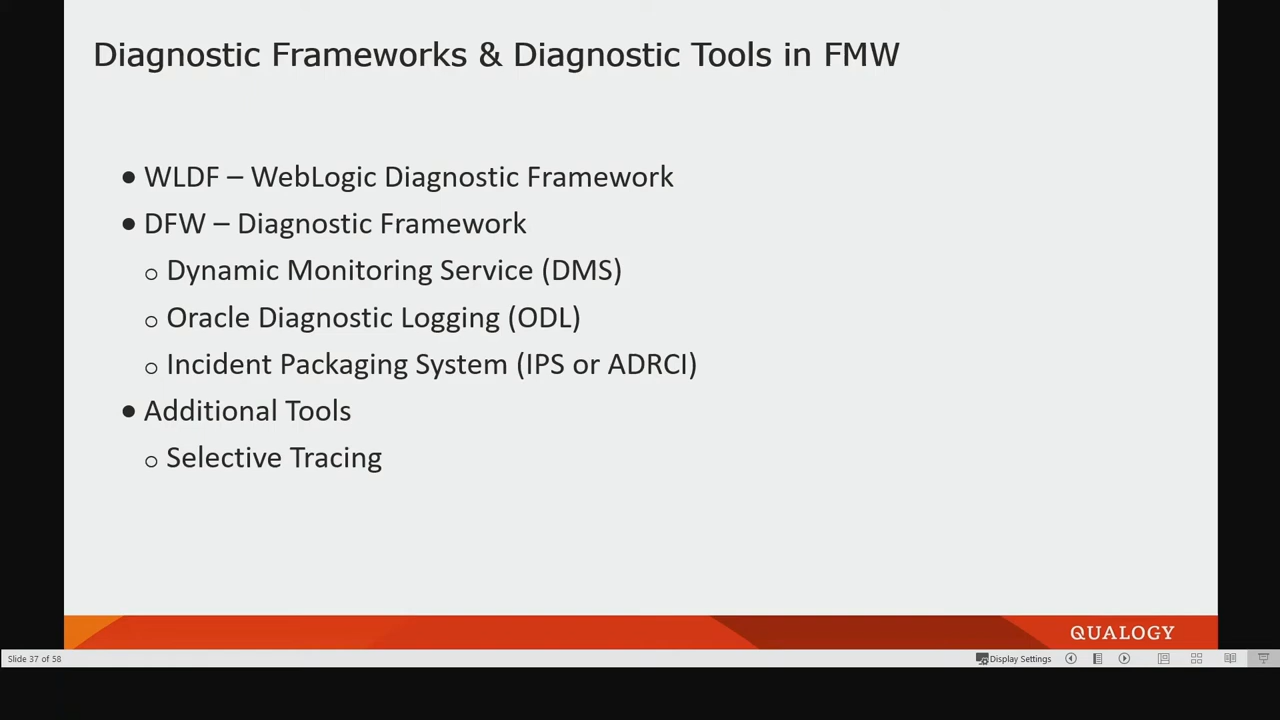 Diagnostic Frameworks & Diagnostic Tools in FMW
● WLDF – WebLogic Diagnostic Framework
● DFW – Diagnostic Framework
o Dynamic Monitoring Service (DMS)
o Oracle Diagnostic Logging (ODL)
o Incident Packaging System (IPS or ADRCI)
● Additional Tools
o Selective Tracing
QUALOGY
Slide 37 of 58
Display Settings